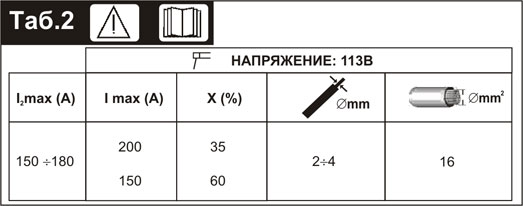 Таб.2
НАПРЯЖЕНИЕ: 113В
I₂max (A) I max (A) X (%) Ømm Ømm²
150 ÷180 200 35 2÷4 16
150 60